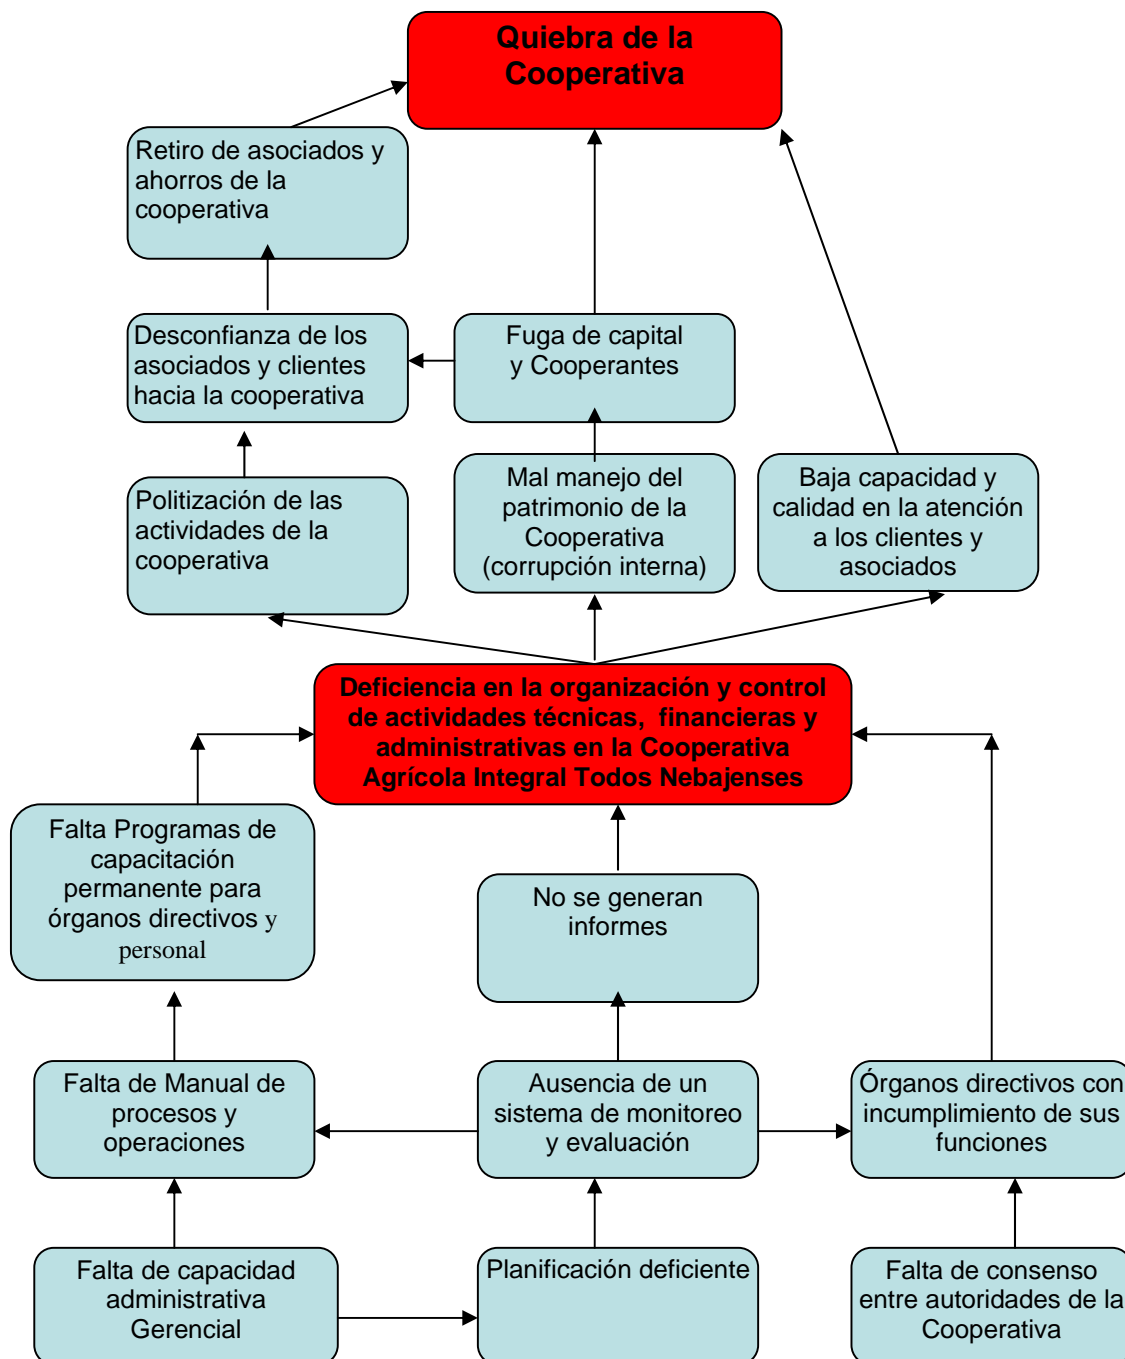 Quiebra de la
Cooperativa
Retiro de asociados y
ahorros de la
cooperativa
Desconfianza de los
asociados y clientes
hacia la cooperativa
Fuga de capital
y Cooperantes
Politización de las
actividades de la
cooperativa
Mal manejo del
patrimonio de la
Cooperativa
(corrupción interna)
Baja capacidad y
calidad en la atención
a los clientes y
asociados
Deficiencia en la organización y control
de actividades técnicas, financieras y
administrativas en la Cooperativa
Agrícola Integral Todos Nebajenses
Falta Programas de
capacitación
permanente para
órganos directivos y
personal
No se generan
informes
Falta de Manual de
procesos y
operaciones
Ausencia de un
sistema de monitoreo
y evaluación
Órganos directivos con
incumplimiento de sus
funciones
Falta de capacidad
administrativa
Gerencial
Planificación deficiente
Falta de consenso
entre autoridades de la
Cooperativa